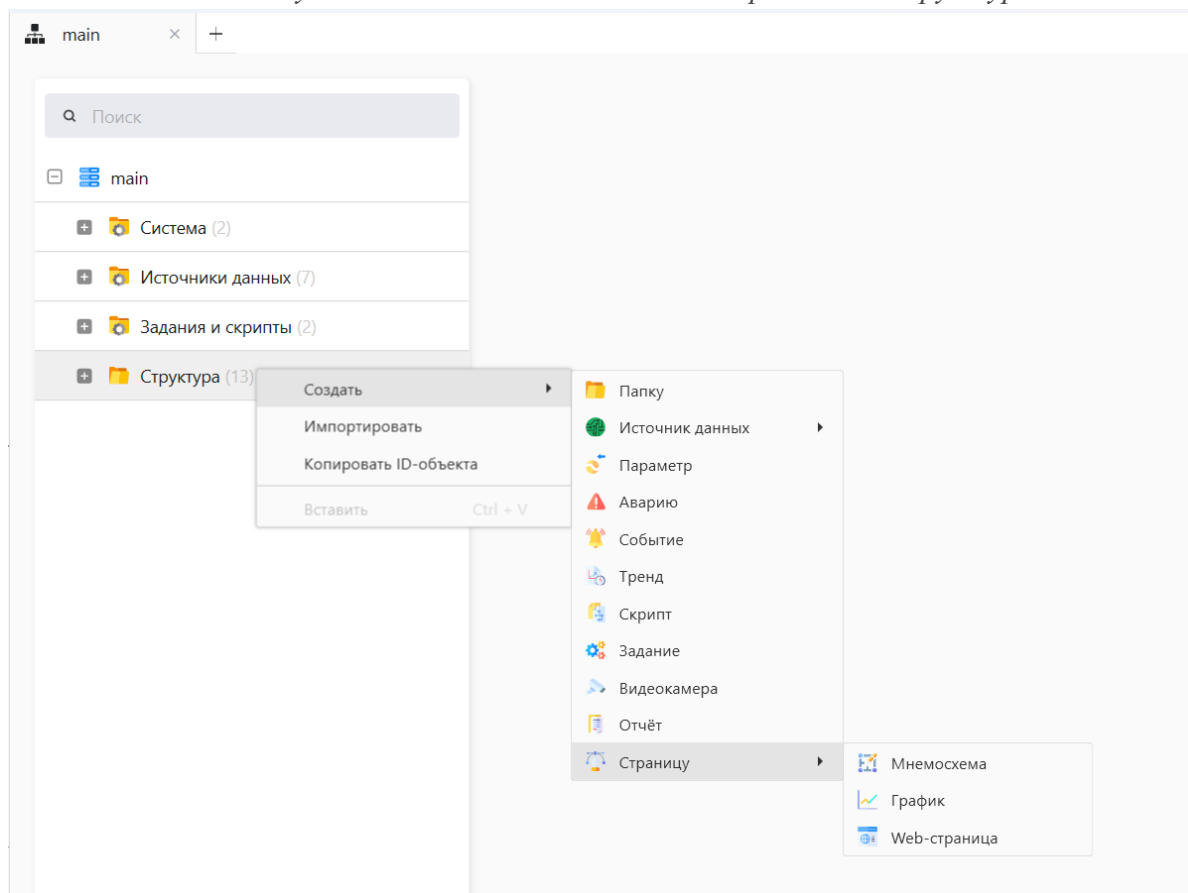 main
Поиск
main
Система (2)
Источники данных (7)
Задания и скрипты (2)
Структура (13)
Создать
Импортировать
Копировать ID-объекта
Вставить Ctrl + V
Папку
Источник данных
Параметр
Аварию
Событие
Тренд
Скрипт
Задание
Видеокамера
Отчёт
Страницу
Мнемосхема
График
Web-страница